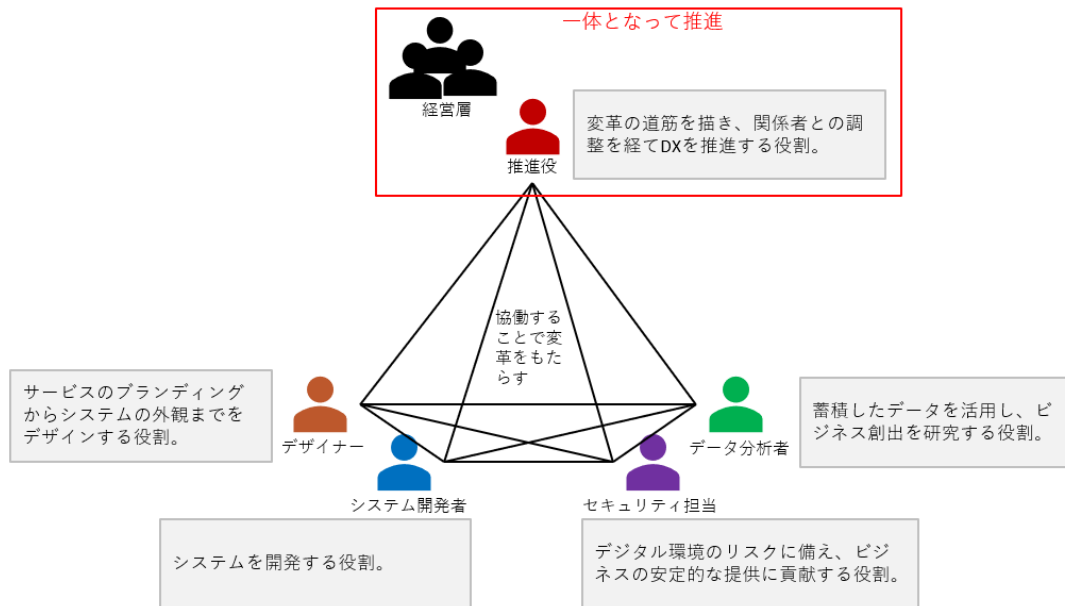 一体となって推進
経営層
推進役
変革の道筋を描き、関係者との調
整を経てDXを推進する役割。
協働する
ことで変
革をもた
らす
サービスのブランディング
からシステムの外観までを
デザインする役割。
デザイナー
データ分析者
蓄積したデータを活用し、ビ
ジネス創出を研究する役割。
システム開発者
セキュリティ担当
システムを開発する役割。
デジタル環境のリスクに備え、ビジ
ネスの安定的な提供に貢献する役割。